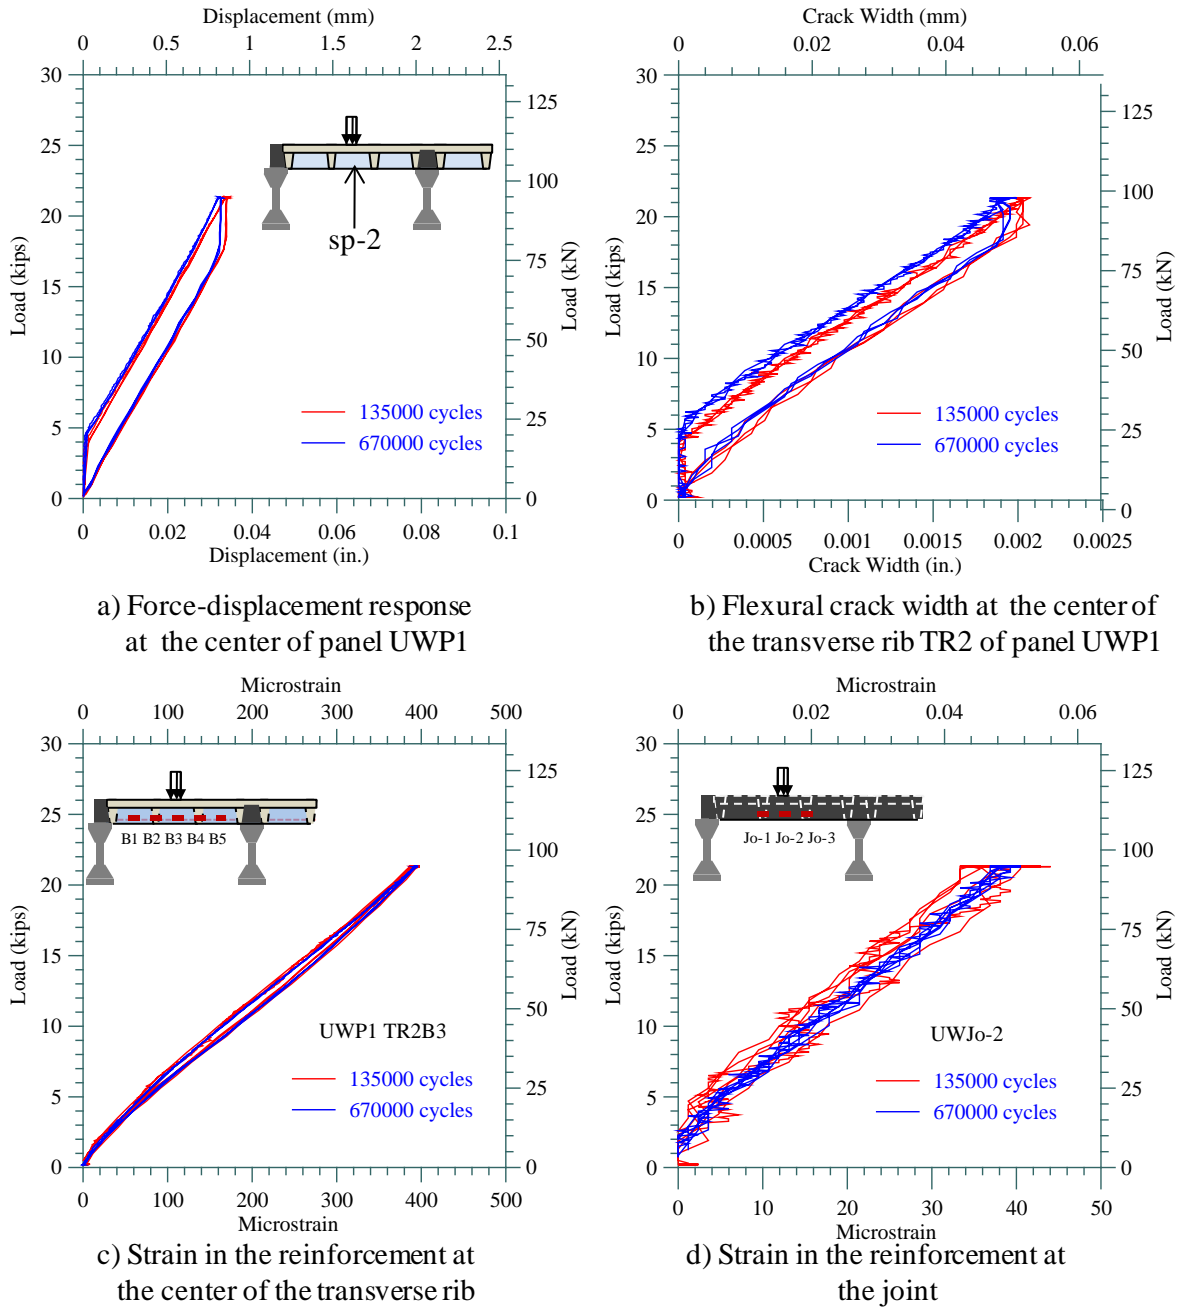 Displacement (mm)
0 0.5 1 1.5 2 2.5
30
25
20
15
10
5
0
Load (kips)
125
100
75
50
25
0
Load (kN)
sp-2
135000 cycles
670000 cycles
0 0.02 0.04 0.06 0.08 0.1
Displacement (in.)
a) Force-displacement response
at the center of panel UWP1
Crack Width (mm)
0 0.02 0.04 0.06
30
25
20
15
10
5
0
Load (kips)
125
100
75
50
25
0
Load (kN)
135000 cycles
670000 cycles
0 0.0005 0.001 0.0015 0.002 0.0025
Crack Width (in.)
b) Flexural crack width at the center of
the transverse rib TR2 of panel UWP1
Microstrain
0 100 200 300 400 500
30
25
20
15
10
5
0
Load (kips)
125
100
75
50
25
0
Load (kN)
B1 B2 B3 B4 B5
UWP1 TR2B3
135000 cycles
670000 cycles
0 100 200 300 400 500
Microstrain
c) Strain in the reinforcement at
the center of the transverse rib
Microstrain
0 0.02 0.04 0.06
30
25
20
15
10
5
0
Load (kips)
125
100
75
50
25
0
Load (kN)
Jo-1 Jo-2 Jo-3
UWJo-2
135000 cycles
670000 cycles
0 10 20 30 40 50
Microstrain
d) Strain in the reinforcement at
the joint